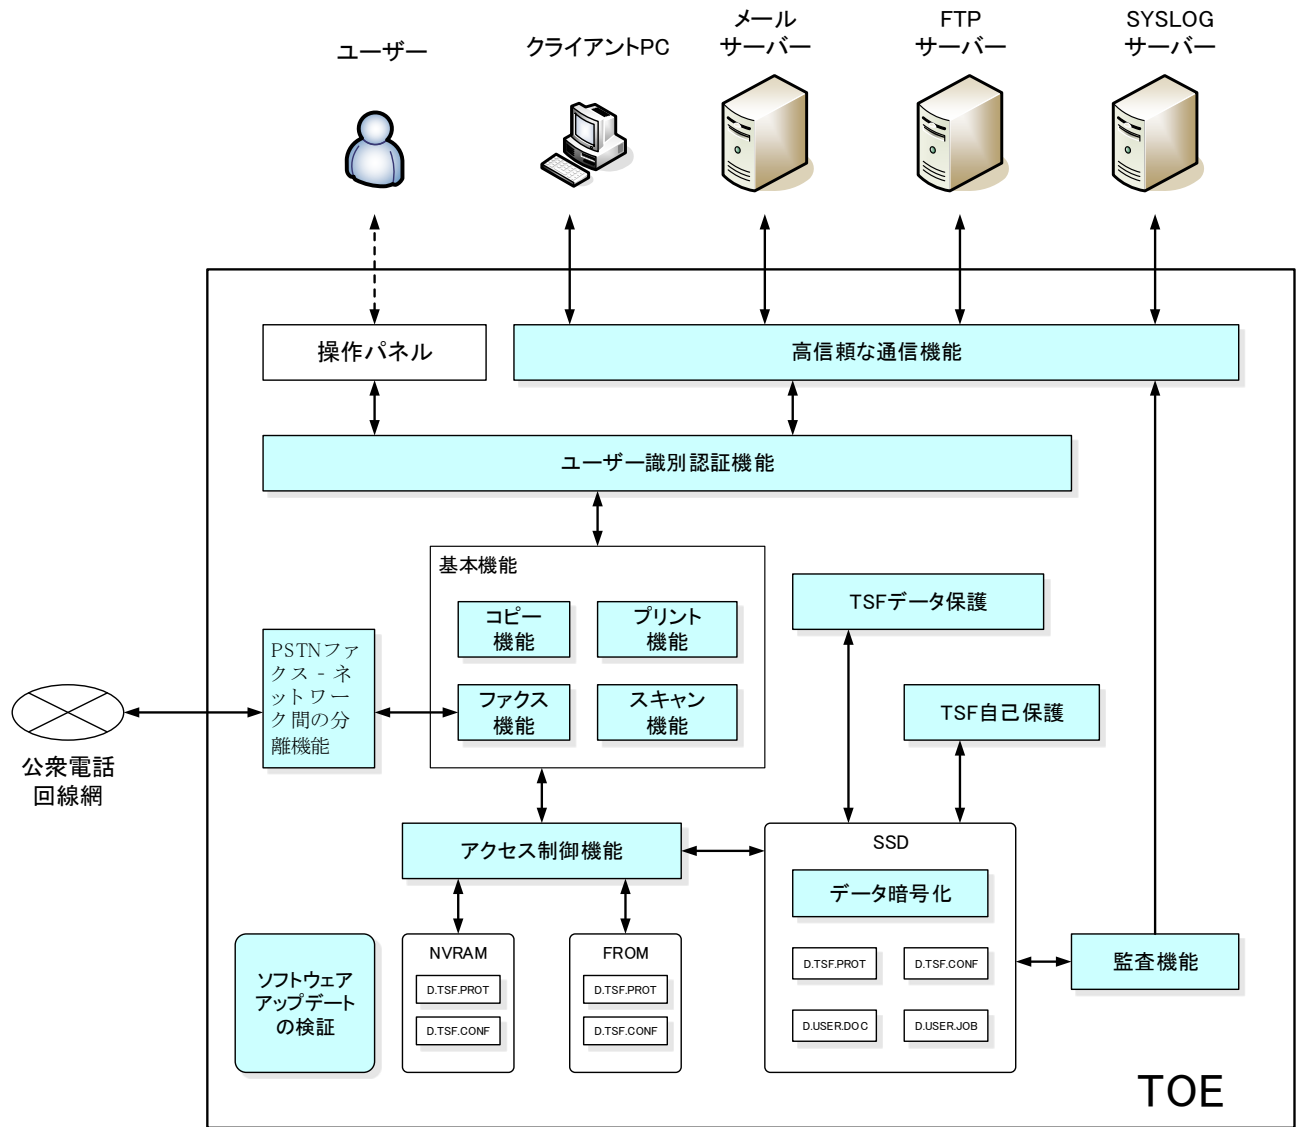 ユーザー
クライアントPC
メール
サーバー
FTP
サーバー
SYSLOG
サーバー
操作パネル
高信頼な通信機能
ユーザー識別認証機能
基本機能
コピー
機能
プリント
機能
ファクス
機能
スキャン
機能
TSFデータ保護
TSF自己保護
PSTNファ
クス - ネ
ットワー
ク間の分
離機能
公衆電話
回線網
アクセス制御機能
SSD
データ暗号化
D.TSF.PROT
D.TSF.CONF
D.USER.DOC
D.USER.JOB
監査機能
NVRAM
D.TSF.PROT
D.TSF.CONF
FROM
D.TSF.PROT
D.TSF.CONF
ソフトウェア
アップデート
の検証
TOE